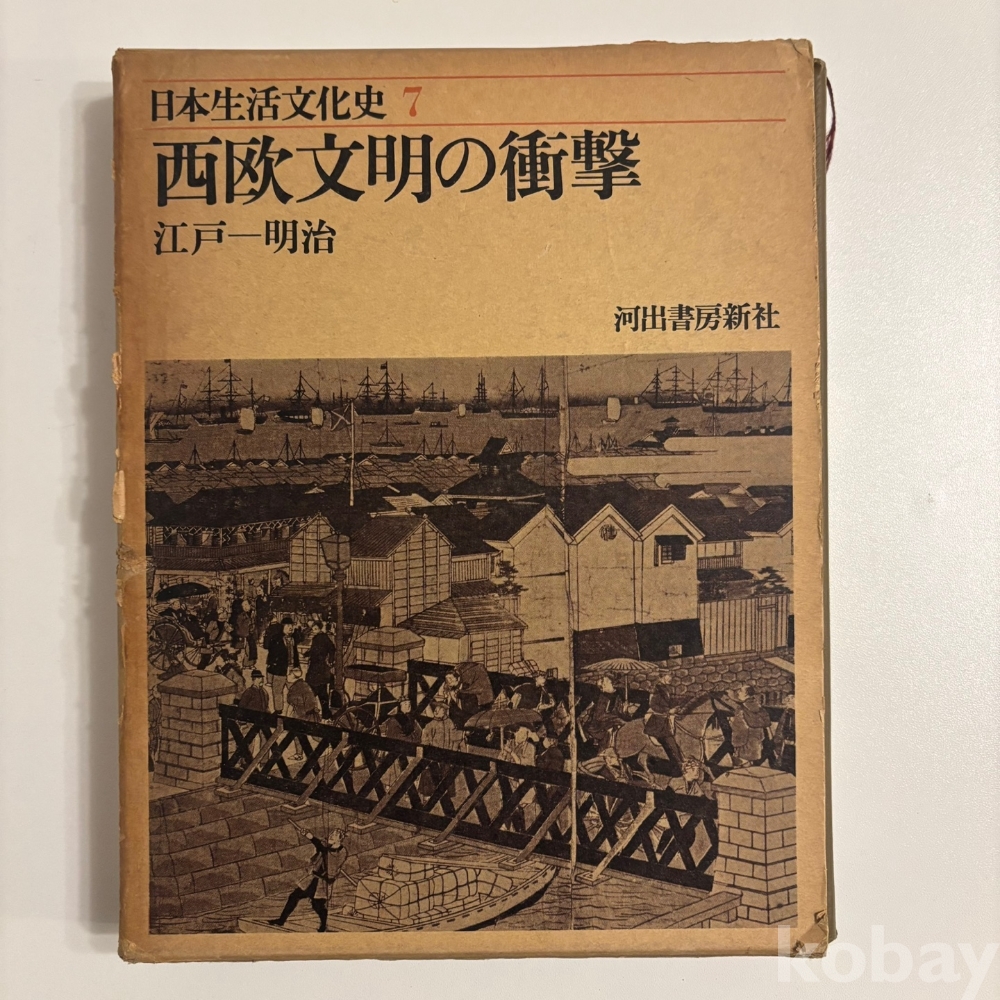 日本生活文化史 7
西欧文明の衝撃
江戸―明治
河出書房新社
kobay